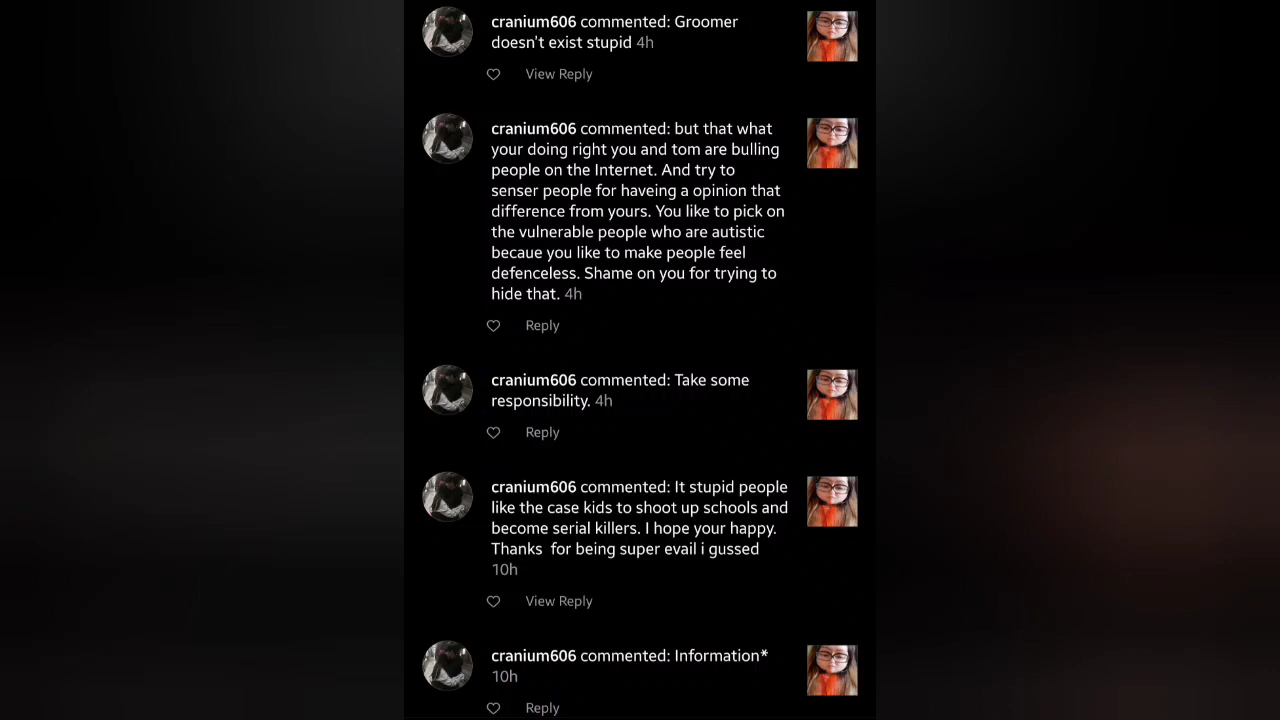 cranium606 commented: Groomer
doesn't exist stupid 4h
View Reply
cranium606 commented: but that what
your doing right you and tom are bulling
people on the Internet. And try to
senser people for haveing a opinion that
difference from yours. You like to pick on
the vulnerable people who are autistic
becaue you like to make people feel
defenceless. Shame on you for trying to
hide that. 4h
Reply
cranium606 commented: Take some
responsibility. 4h
Reply
cranium606 commented: It stupid people
like the case kids to shoot up schools and
become serial killers. I hope your happy.
Thanks for being super evail i gussed
10h
View Reply
cranium606 commented: Information*
10h
Reply